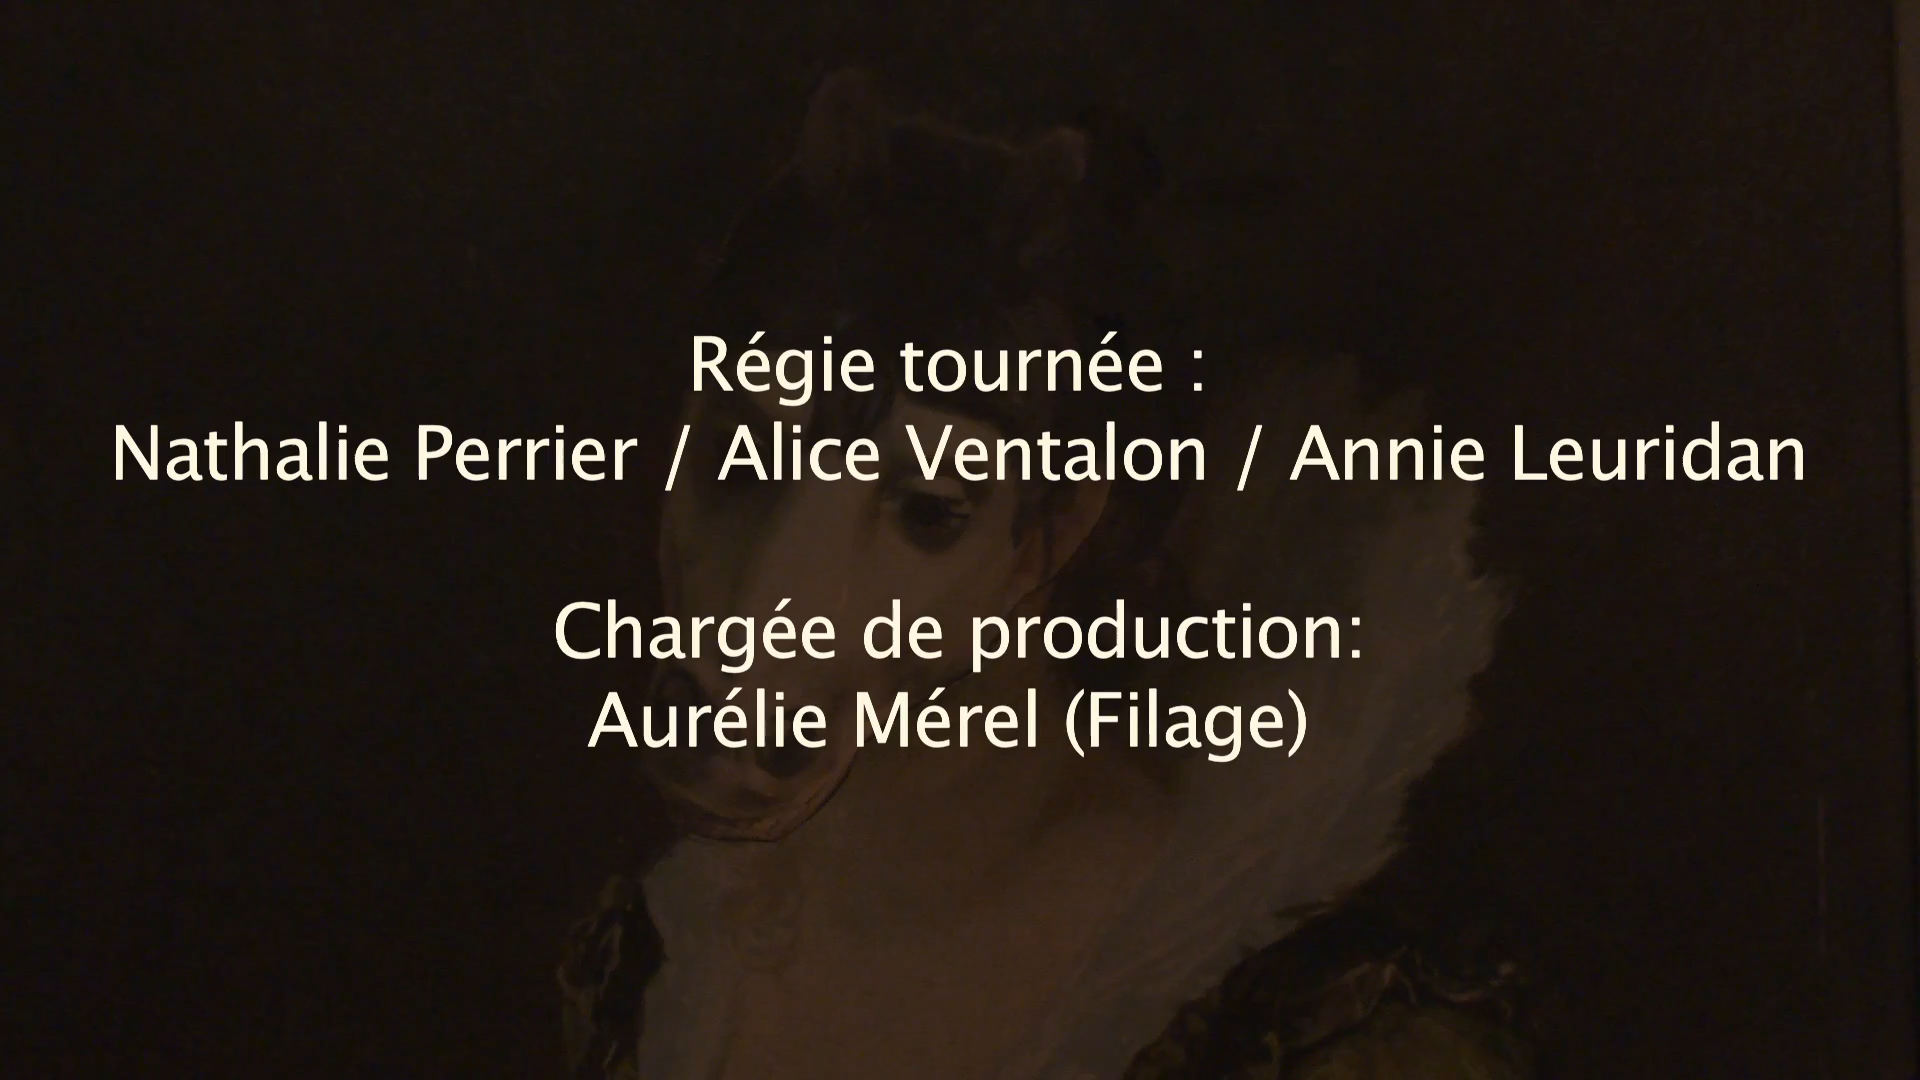 Régie tournée :
Nathalie Perrier / Alice Ventalon / Annie Leuridan
Chargée de production:
Aurélie Mérel (Filage)